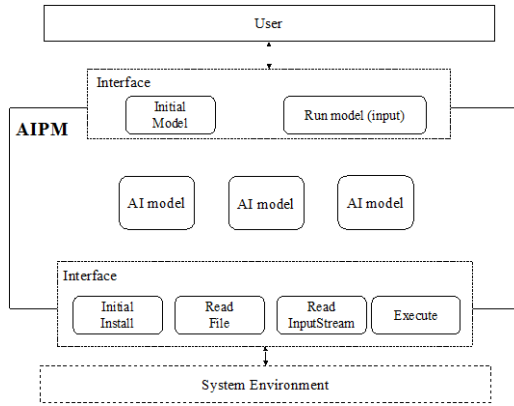 User
Interface
Initial
Model
Run model (input)
AIPM
AI model
AI model
AI model
Interface
Initial
Install
Read
File
Read
InputStream
Execute
System Environment